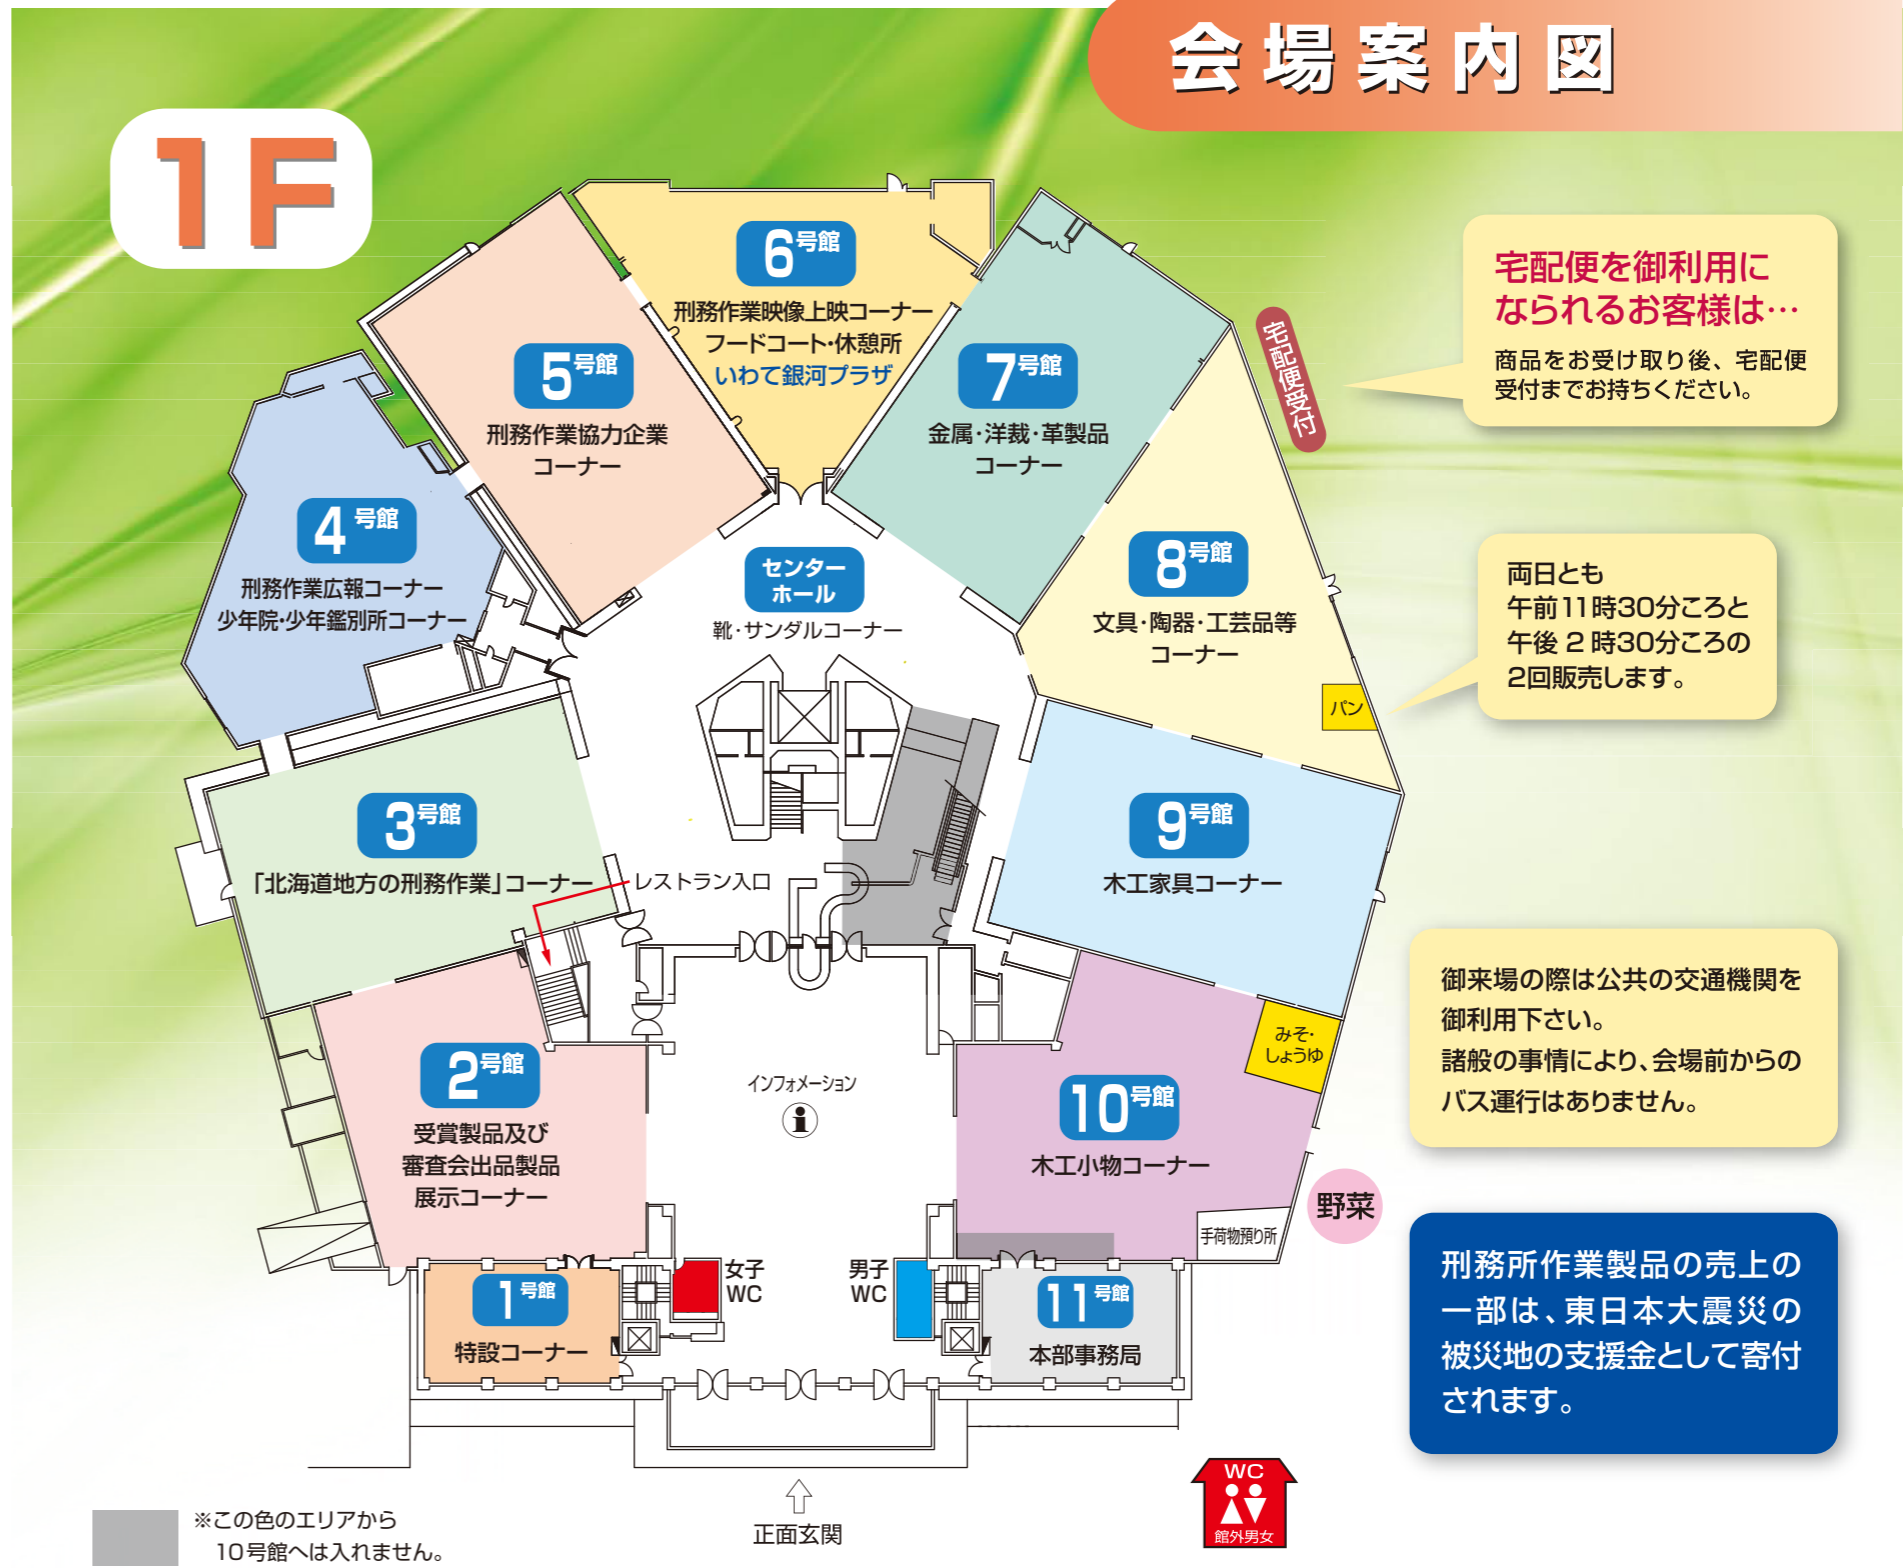 会場案内図
1F
6号館
刑務作業映像上映コーナー
フードコート・休憩所
いわて銀河プラザ
5号館
刑務作業協力企業
コーナー
7号館
金属・洋裁・革製品
コーナー
宅配便受付
宅配便を御利用に
なられるお客様は…
商品をお受け取り後、宅配便
受付までお持ちください。
4号館
刑務作業広報コーナー
少年院・少年鑑別所コーナー
センター
ホール
靴・サンダルコーナー
8号館
文具・陶器・工芸品等
コーナー
パン
両日とも
午前11時30分ころと
午後2時30分ころの
2回販売します。
3号館
「北海道地方の刑務作業」コーナー
レストラン入口
9号館
木工家具コーナー
御来場の際は公共の交通機関を
御利用下さい。
諸般の事情により、会場前からの
バス運行はありません。
2号館
受賞製品及び
審査会出品製品
展示コーナー
インフォメーション
i
10号館
木工小物コーナー
みそ・
しょうゆ
手荷物預り所
野菜
刑務所作業製品の売上の
一部は、東日本大震災の
被災地の支援金として寄付
されます。
1号館
特設コーナー
女子
WC
男子
WC
11号館
本部事務局
正面玄関
WC
館外男女
※この色のエリアから
10号館へは入れません。